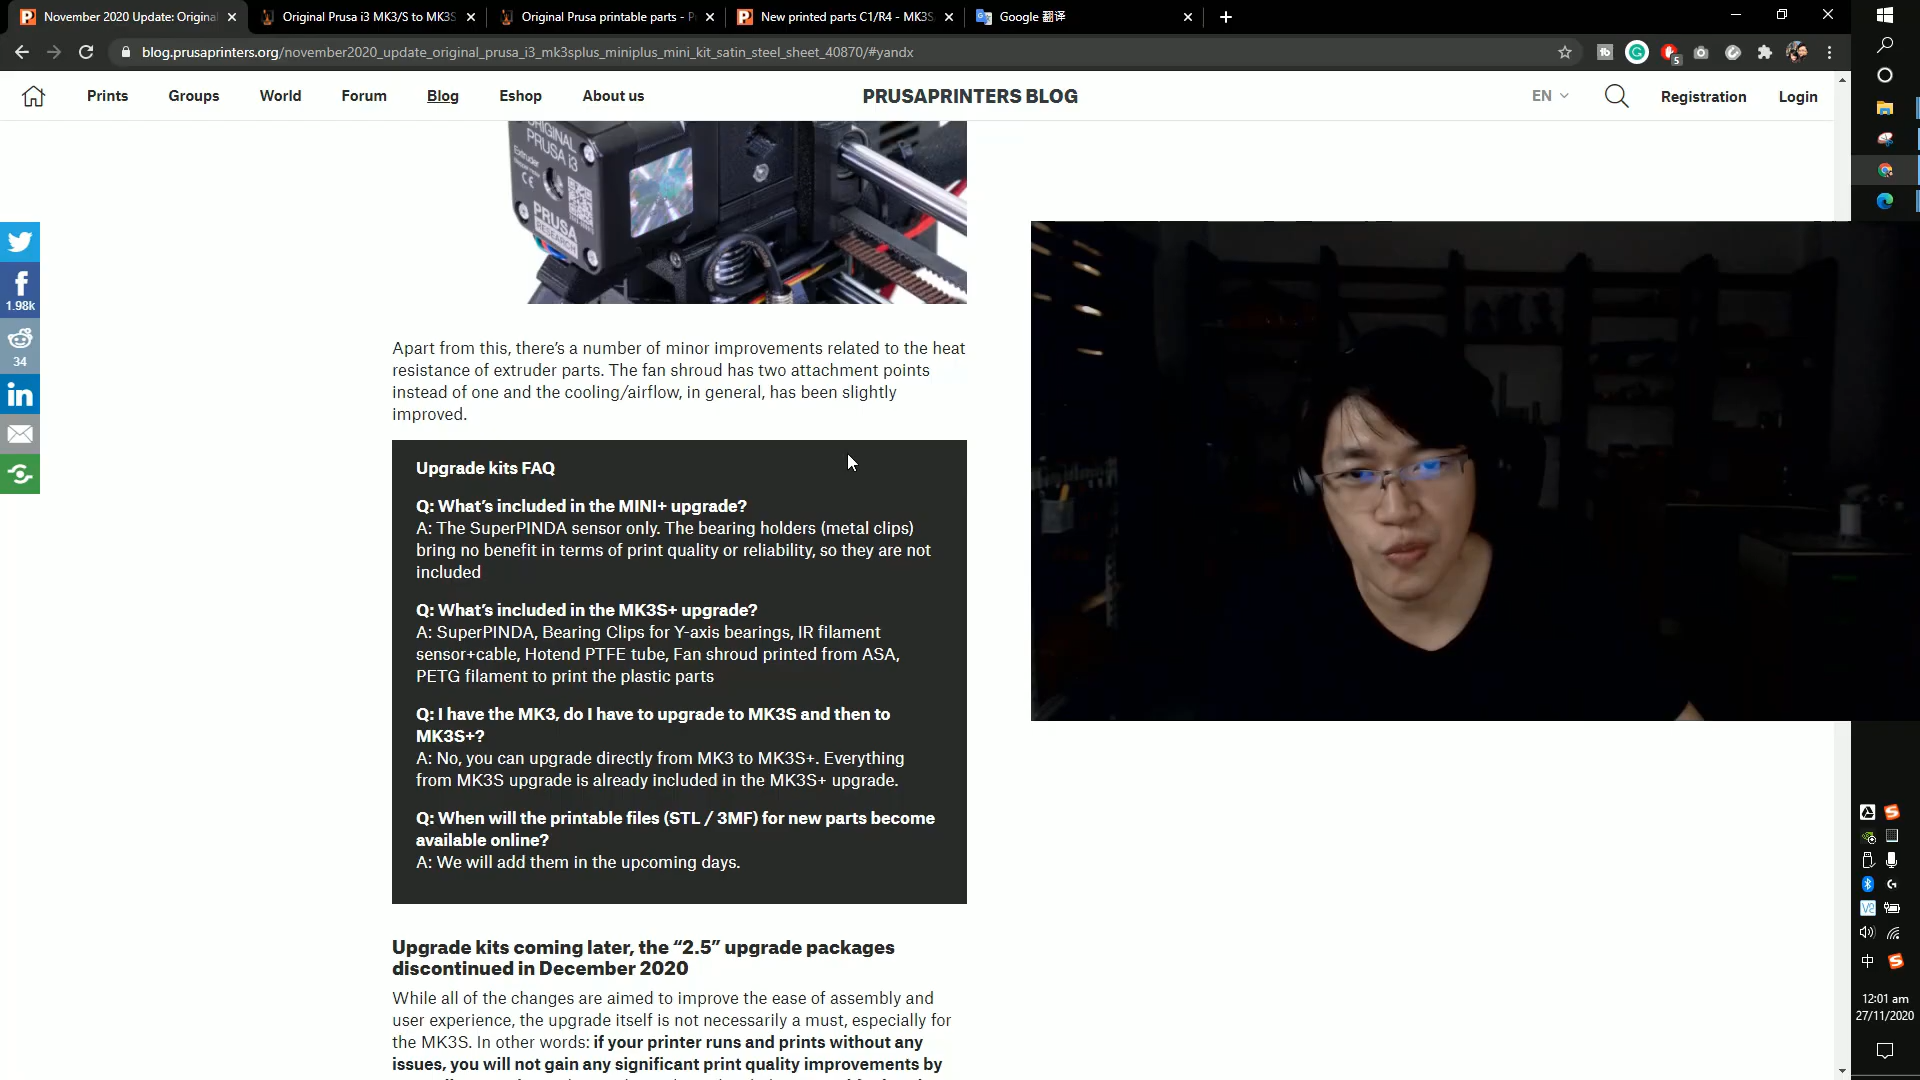 November 2020 Update: Origina
Original Prusa i3 MK3/S to MK3S
Original Prusa printable parts - P
New printed parts C1/R4 - MK3S
Google 翻译
blog.prusaprinters.org/november2020_update_original_prusa_i3_mk3splus_miniplus_mini_kit_satin_steel_sheet_40870/#yandx
5
Prints
Groups
World
Forum
Blog
Eshop
About us
PRUSAPRINTERS BLOG
EN
Registration
Login
ORIGINAL
PRUSA i3
Extruder
CE
PRUSA
RESEARCH
1.98k
34
Apart from this, there's a number of minor improvements related to the heat
resistance of extruder parts. The fan shroud has two attachment points
instead of one and the cooling/airflow, in general, has been slightly
improved.
Upgrade kits FAQ
Q: What's included in the MINI+ upgrade?
A: The SuperPINDA sensor only. The bearing holders (metal clips)
bring no benefit in terms of print quality or reliability, so they are not
included
Q: What's included in the MK3S+ upgrade?
A: SuperPINDA, Bearing Clips for Y-axis bearings, IR filament
sensor+cable, Hotend PTFE tube, Fan shroud printed from ASA,
PETG filament to print the plastic parts
Q: I have the MK3, do I have to upgrade to MK3S and then to
MK3S+?
A: No, you can upgrade directly from MK3 to MK3S+. Everything
from MK3S upgrade is already included in the MK3S+ upgrade.
Q: When will the printable files (STL / 3MF) for new parts become
available online?
A: We will add them in the upcoming days.
Upgrade kits coming later, the “2.5” upgrade packages
discontinued in December 2020
While all of the changes are aimed to improve the ease of assembly and
user experience, the upgrade itself is not necessarily a must, especially for
the MK3S. In other words: if your printer runs and prints without any
issues, you will not gain any significant print quality improvements by
中
12:01 am
27/11/2020